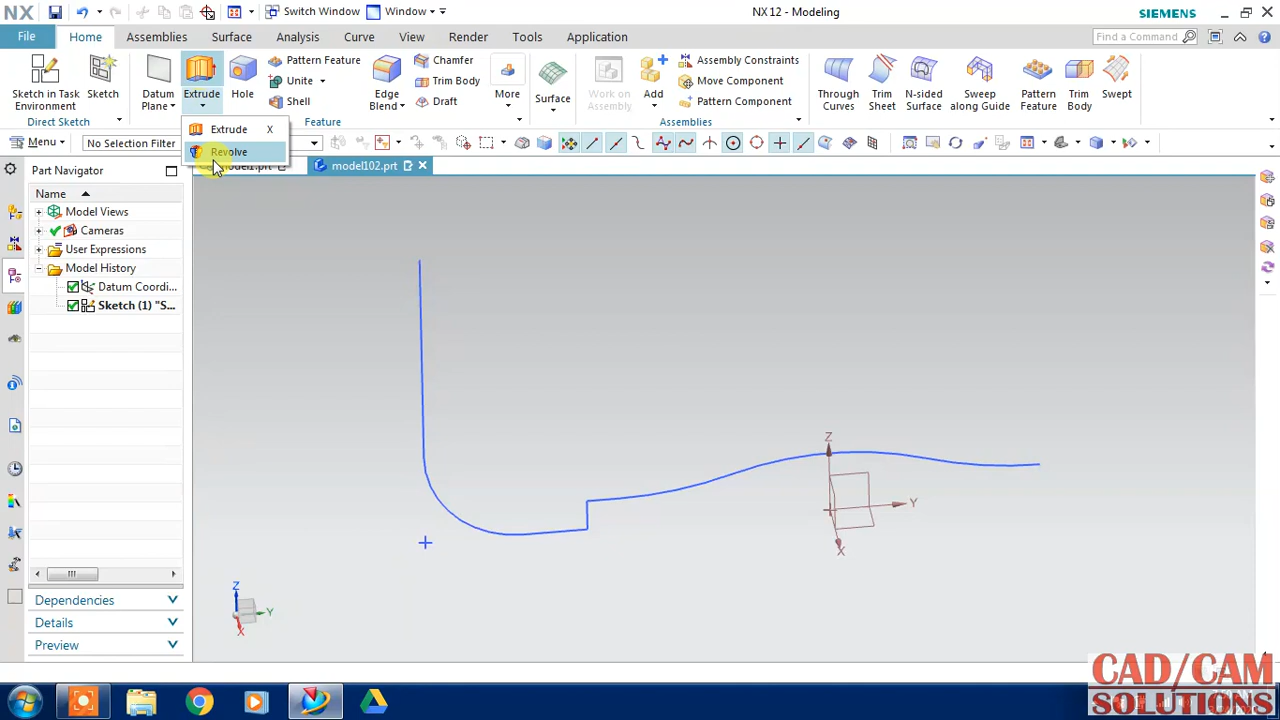 NX
Switch Window
Window
NX 12 - Modeling
SIEMENS
File
Home
Assemblies
Surface
Analysis
Curve
View
Render
Tools
Application
Find a Command
Sketch in Task Environment
Sketch
Direct Sketch
Datum Plane
Extrude
Hole
Pattern Feature
Unite
Shell
Edge Blend
Chamfer
Trim Body
Draft
More
Feature
Surface
Work on Assembly
Add
Assembly Constraints
Move Component
Pattern Component
Assemblies
Through Curves
Trim Sheet
N-sided Surface
Sweep along Guide
Pattern Feature
Trim Body
Swept
Extrude X
Revolve
Menu
No Selection Filter
model1.prt
model102.prt
Part Navigator
Name
Model Views
Cameras
User Expressions
Model History
Datum Coordi...
Sketch (1) "S...
Dependencies
Details
Preview
Z
Y
X
Z
Y
X
CAD/CAM
SOLUTIONS